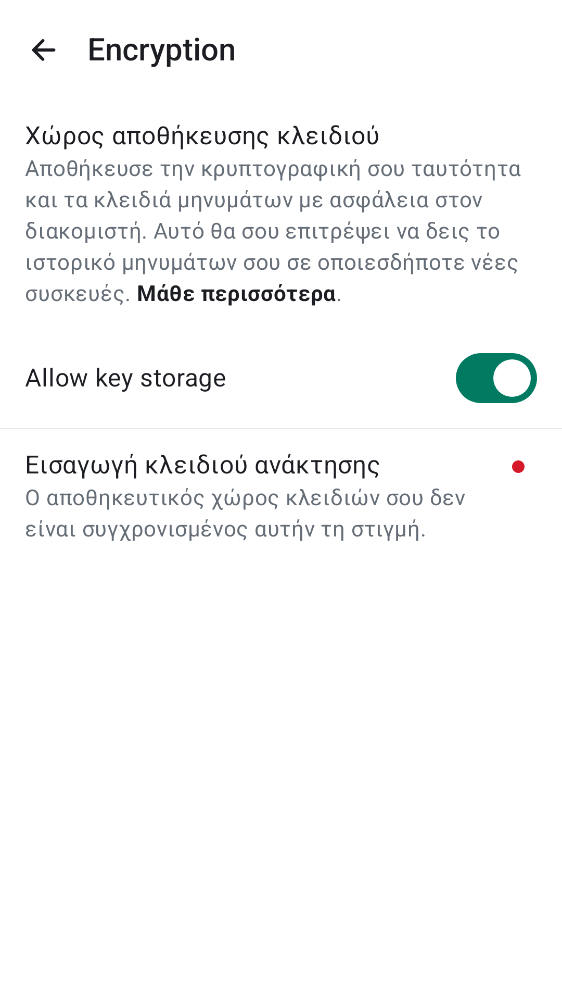 Encryption
Χώρος αποθήκευσης κλειδιού
Αποθήκευσε την κρυπτογραφική σου ταυτότητα
και τα κλειδιά μηνυμάτων με ασφάλεια στον
διακομιστή. Αυτό θα σου επιτρέψει να δεις το
ιστορικό μηνυμάτων σου σε οποιεσδήποτε νέες
συσκευές. Μάθε περισσότερα.
Allow key storage
Εισαγωγή κλειδιού ανάκτησης
Ο αποθηκευτικός χώρος κλειδιών σου δεν
είναι συγχρονισμένος αυτήν τη στιγμή.